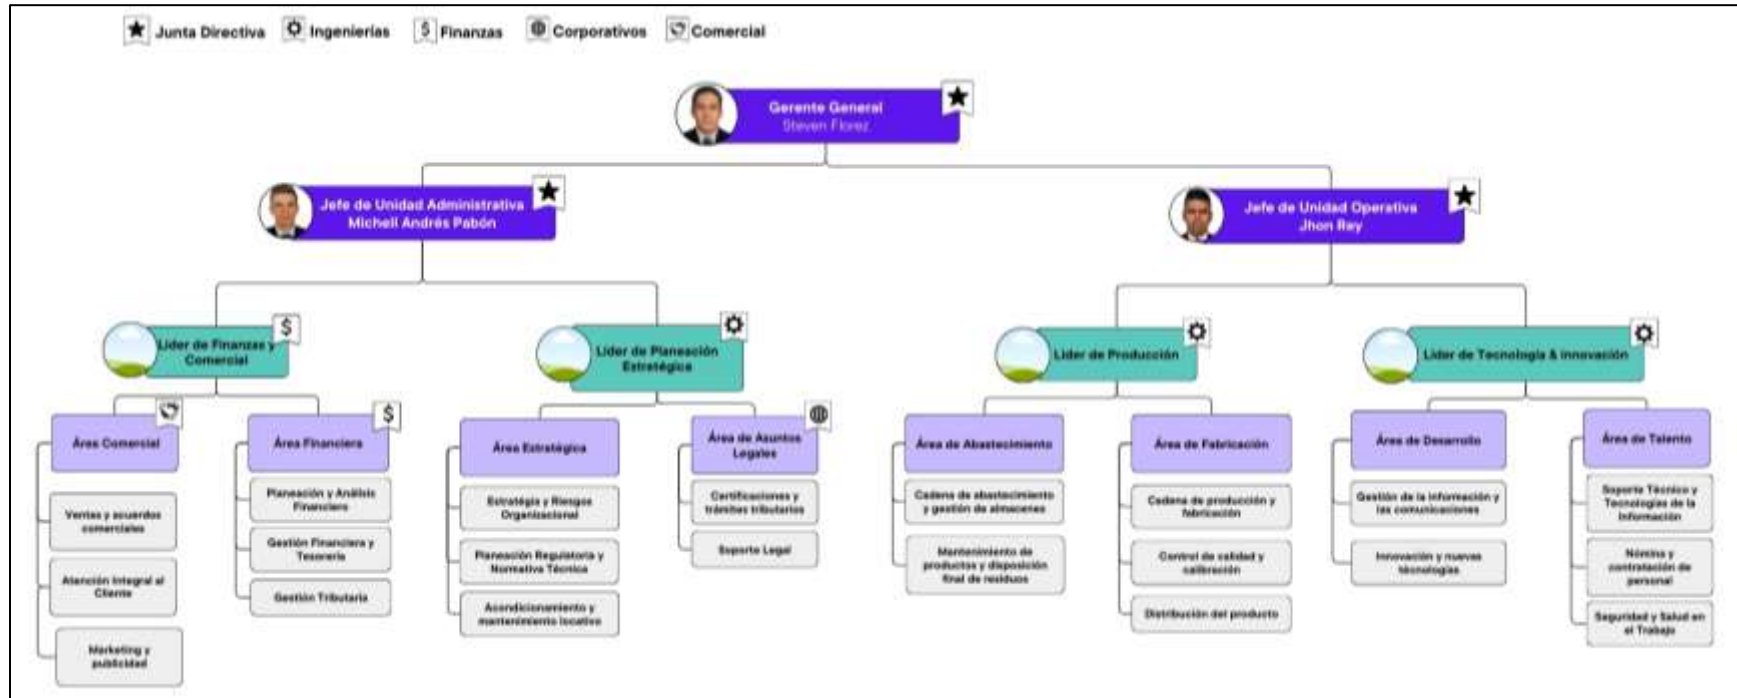 Junta Directiva
Ingenierías
Finanzas
Corporativos
Comercial
Gerente General
Steven Florez
Jefe de Unidad Administrativa
Michell Andrés Pabón
Jefe de Unidad Operativa
Jhon Rey
Líder de Finanzas y
Comercial
Líder de Planeación
Estratégica
Líder de Producción
Líder de Tecnología & innovación
Área Comercial
Ventas y acuerdos
comerciales
Atención Integral al
Cliente
Marketing y
publicidad
Área Financiera
Planeación y Análisis
Financiero
Gestión Financiera y
Tesorería
Gestión Tributaria
Área Estratégica
Estratégia y Riesgos
Organizacional
Planeación Regulatoria y
Normativa Técnica
Acondicionamiento y
mantenimiento locativo
Área de Asuntos
Legales
Certificaciones y
trámites tributarios
Soporte Legal
Área de Abastecimiento
Cadena de abastecimiento
y gestión de almacenes
Mantenimiento de
productos y disposición
final de residuos
Área de Fabricación
Cadena de producción y
fabricación
Control de calidad y
calibración
Distribución del producto
Área de Desarrollo
Gestión de la información y
las comunicaciones
Innovación y nuevas
técnologías
Área de Talento
Soporte Técnico y
Tecnologías de la
Información
Nómina y
contratación de
personal
Seguridad y Salud en
el Trabajo